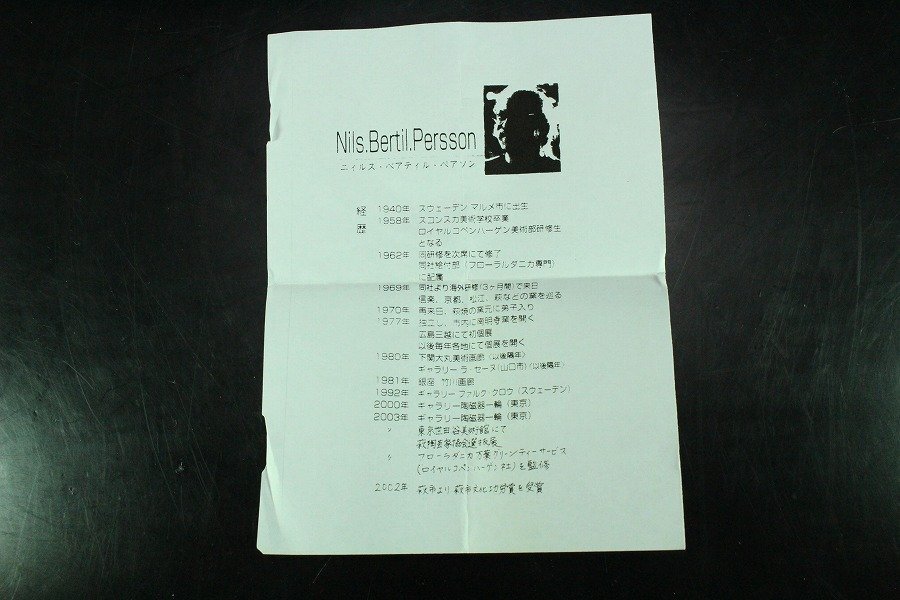 Nils.Bertil.Persson
ニィルス・ベアティル・ペアソン
経歴
1940年 スウェーデン マルメ市に出生
1958年 スコンスカ美術学校卒業
ロイヤルコペンハーゲン美術部研修生
となる
1962年 同研修を次席にて修了
同社絵付部（フローラルダニカ専門）
に配属
1969年 同社より海外研修(3ヶ月間)で来日
信楽、京都、松江、萩などの窯を巡る
1970年 再来日、萩焼の窯元に弟子入り
1977年 独立し、市内に南明寺窯を開く
広島三越にて初個展
以後毎年各地にて個展を開く
1980年 下関大丸美術画廊（以後隔年）
ギャラリー ラ・セーヌ(山口市)（以後隔年）
1981年 銀座 竹川画廊
1992年 ギャラリー ファルク・クロウ（スウェーデン）
2000年 ギャラリー陶磁器一輪（東京）
2003年 ギャラリー陶磁器一輪（東京）
〃 東京世田谷美術館にて
萩陶芸家協会選抜展
〃 フローラダニカ万葉グリーンティーサービス
(ロイヤルコペンハーゲン社)を監修
2002年 萩市より萩市文化功労賞を受賞